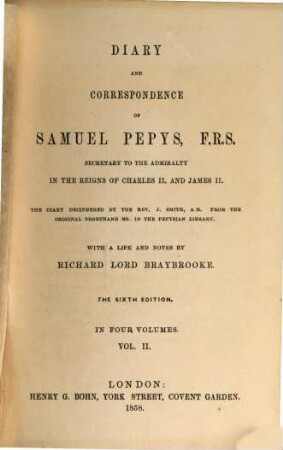 DIARY
AND
CORRESPONDENCE
OF
SAMUEL PEPYS, F.R.S.
SECRETARY TO THE ADMIRALTY
IN THE REIGNS OF CHARLES II. AND JAMES II.
THE DIARY DECIPHERED BY THE REV. J. SMITH, A.M. FROM THE
ORIGINAL SHORTHAND MS. IN THE PEPYSIAN LIBRARY.
WITH A LIFE AND NOTES BY
RICHARD LORD BRAYBROOKE.
THE SIXTH EDITION.
IN FOUR VOLUMES.
VOL. II.
LONDON:
HENRY G. BOHN, YORK STREET, COVENT GARDEN.
1858.